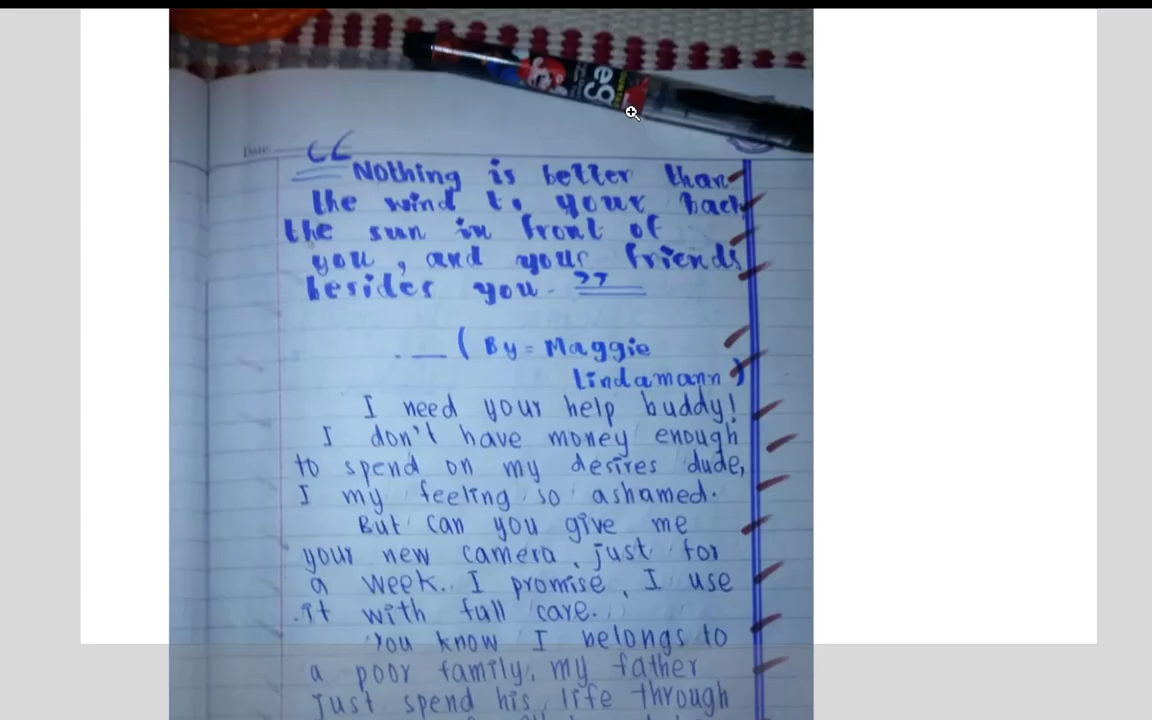 Date
eg
“
Nothing is better than
the wind to your back
the sun in front of
you, and your friends
besides you. ”
__ ( By = Maggie
lindamann )
I need your help buddy!
I don't have money enough
to spend on my desires dude,
I my feeling so ashamed.
But can you give me
your new camera, just for
a week. I promise, I use
it with full care.
You know I belongs to
a poor family, my father
just spend his life through